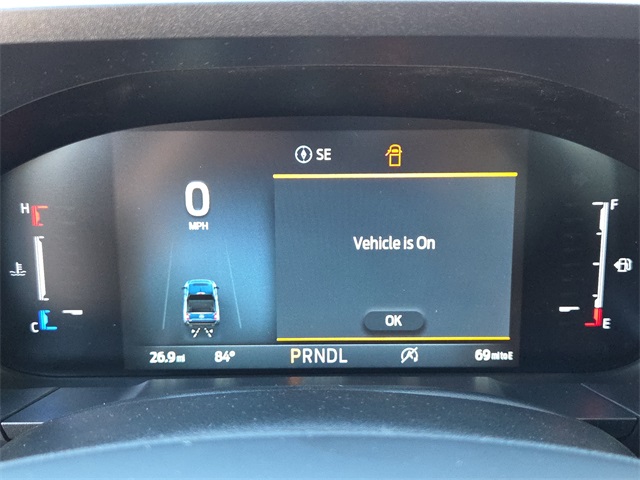 SE
H
F
0
MPH
Vehicle is On
C
E
OK
26.9 mi 84° PRNDL 69 mi to E